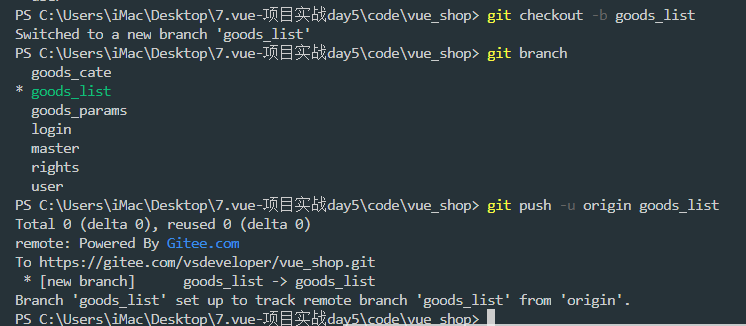 PS C:\Users\iMac\Desktop\7.vue-项目实战day5\code\vue_shop> git checkout -b goods_list
Switched to a new branch 'goods_list'
PS C:\Users\iMac\Desktop\7.vue-项目实战day5\code\vue_shop> git branch
  goods_cate
* goods_list
  goods_params
  login
  master
  rights
  user
PS C:\Users\iMac\Desktop\7.vue-项目实战day5\code\vue_shop> git push -u origin goods_list
Total 0 (delta 0), reused 0 (delta 0)
remote: Powered By Gitee.com
To https://gitee.com/vsdeveloper/vue_shop.git
 * [new branch]      goods_list -> goods_list
Branch 'goods_list' set up to track remote branch 'goods_list' from 'origin'.
PS C:\Users\iMac\Desktop\7.vue-项目实战day5\code\vue_shop>